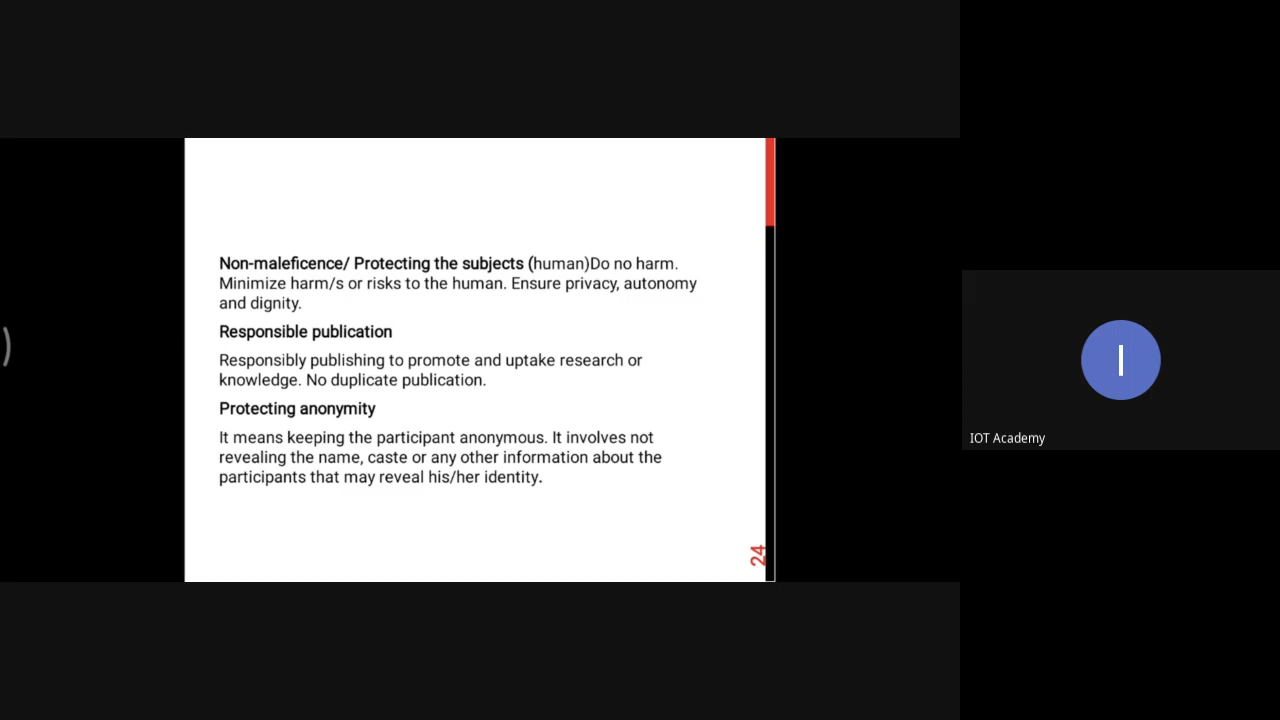 Non-maleficence/ Protecting the subjects (human)Do no harm.
Minimize harm/s or risks to the human. Ensure privacy, autonomy
and dignity.
Responsible publication
Responsibly publishing to promote and uptake research or
knowledge. No duplicate publication.
Protecting anonymity
It means keeping the participant anonymous. It involves not
revealing the name, caste or any other information about the
participants that may reveal his/her identity.
24
I
IOT Academy